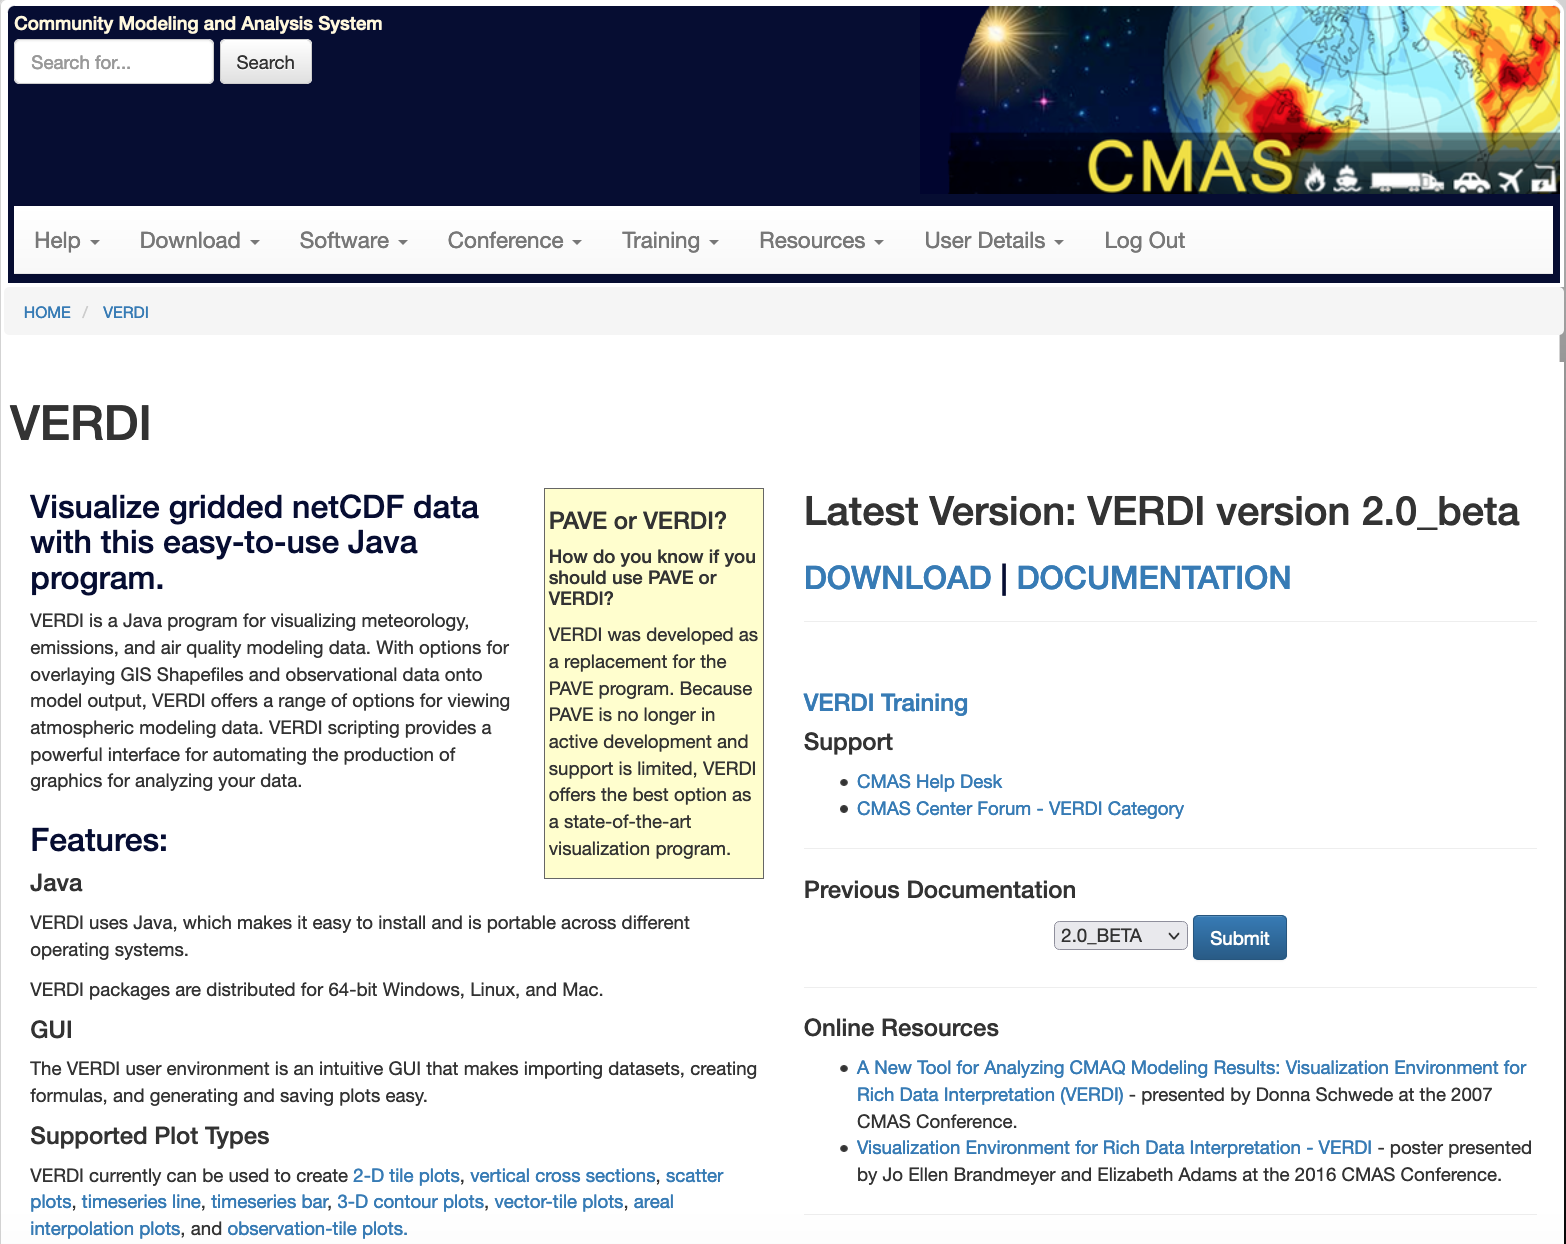 Community Modeling and Analysis System
Search for...
Search
CMAS
Help
Download
Software
Conference
Training
Resources
User Details
Log Out
HOME / VERDI
VERDI
Visualize gridded netCDF data
with this easy-to-use Java
program.
VERDI is a Java program for visualizing meteorology,
emissions, and air quality modeling data. With options for
overlaying GIS Shapefiles and observational data onto
model output, VERDI offers a range of options for viewing
atmospheric modeling data. VERDI scripting provides a
powerful interface for automating the production of
graphics for analyzing your data.
PAVE or VERDI?
How do you know if you
should use PAVE or
VERDI?
VERDI was developed as
a replacement for the
PAVE program. Because
PAVE is no longer in
active development and
support is limited, VERDI
offers the best option as
a state-of-the-art
visualization program.
Features:
Java
VERDI uses Java, which makes it easy to install and is portable across different
operating systems.
VERDI packages are distributed for 64-bit Windows, Linux, and Mac.
GUI
The VERDI user environment is an intuitive GUI that makes importing datasets, creating
formulas, and generating and saving plots easy.
Supported Plot Types
VERDI currently can be used to create 2-D tile plots, vertical cross sections, scatter
plots, timeseries line, timeseries bar, 3-D contour plots, vector-tile plots, areal
interpolation plots, and observation-tile plots.
Latest Version: VERDI version 2.0_beta
DOWNLOAD | DOCUMENTATION
VERDI Training
Support
• CMAS Help Desk
• CMAS Center Forum - VERDI Category
Previous Documentation
2.0_BETA
Submit
Online Resources
• A New Tool for Analyzing CMAQ Modeling Results: Visualization Environment for
Rich Data Interpretation (VERDI) - presented by Donna Schwede at the 2007
CMAS Conference.
• Visualization Environment for Rich Data Interpretation - VERDI - poster presented
by Jo Ellen Brandmeyer and Elizabeth Adams at the 2016 CMAS Conference.